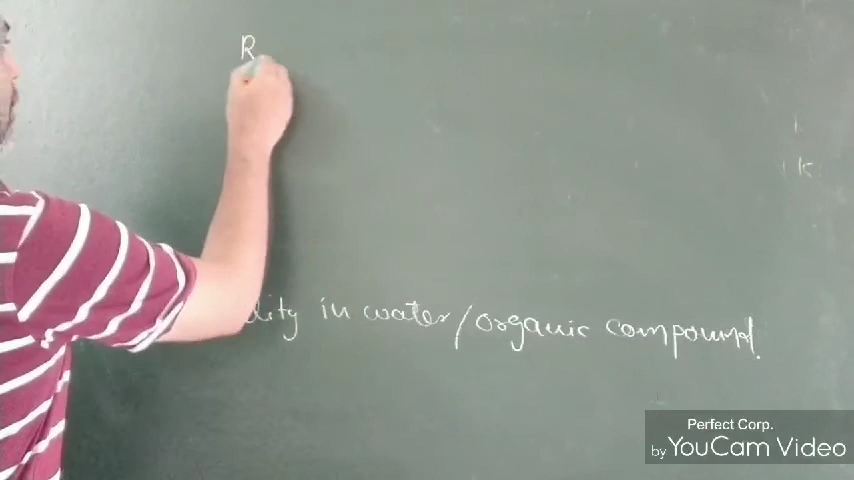 R
K
lity in water/organic compound.
Perfect Corp.
by YouCam Video